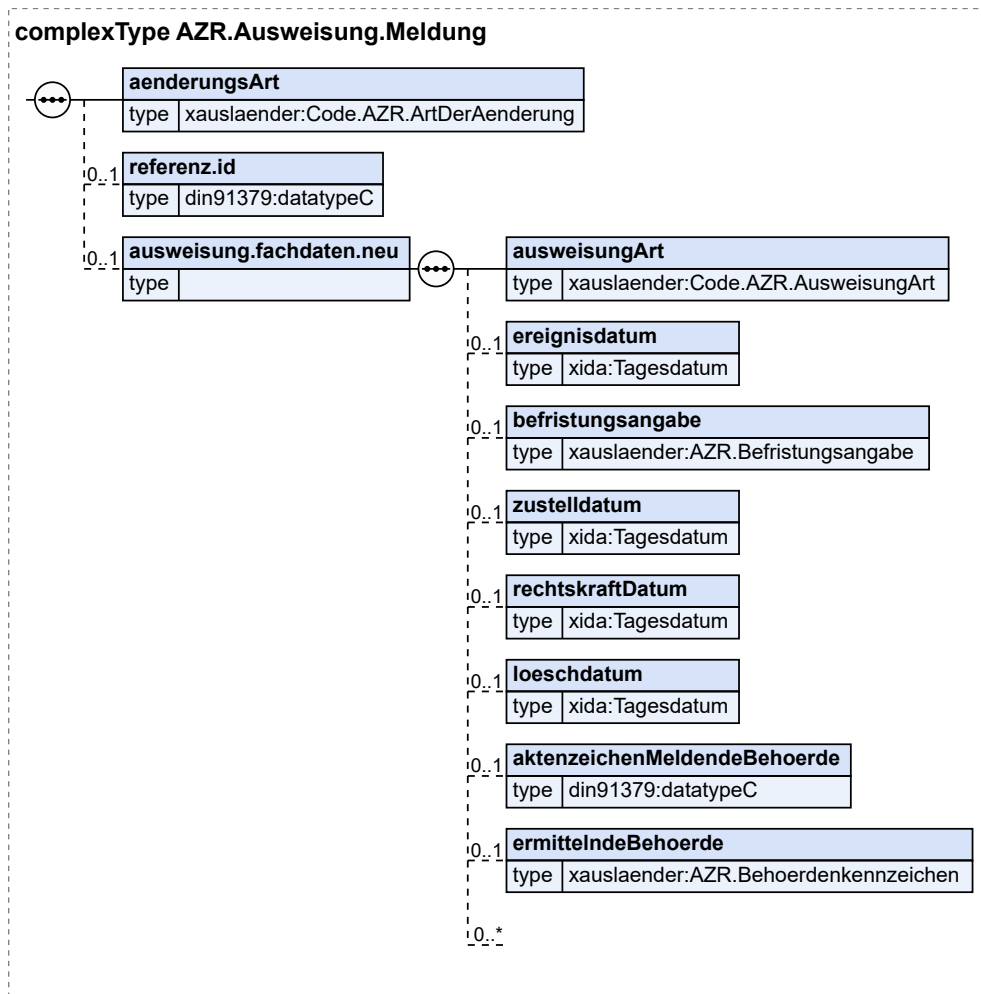 complexType AZR.Ausweisung.Meldung
aenderungsArt
type xauslaender:Code.AZR.ArtDerAenderung
0..1
referenz.id
type din91379:datatypeC
0..1
ausweisung.fachdaten.neu
type
ausweisungArt
type xauslaender:Code.AZR.AusweisungArt
0..1
ereignisdatum
type xida:Tagesdatum
0..1
befristungsangabe
type xauslaender:AZR.Befristungsangabe
0..1
zustelldatum
type xida:Tagesdatum
0..1
rechtskraftDatum
type xida:Tagesdatum
0..1
loeschdatum
type xida:Tagesdatum
0..1
aktenzeichenMeldendeBehoerde
type din91379:datatypeC
0..1
ermittelndeBehoerde
type xauslaender:AZR.Behoerdenkennzeichen
0..*